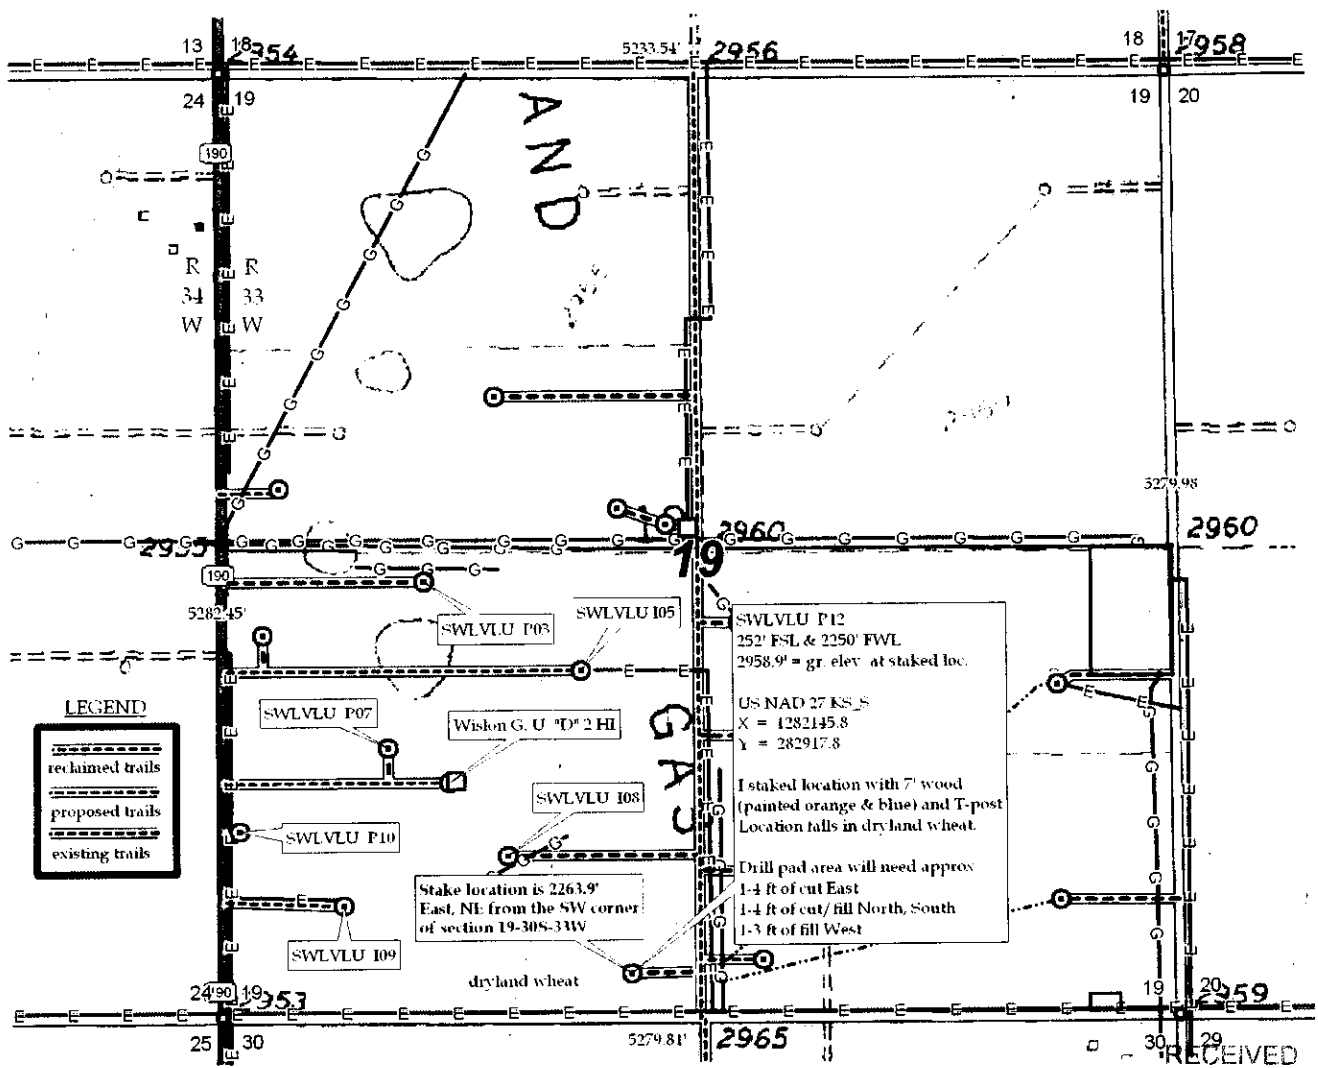 13 18 2954 5233.54' 2956 18 17 2958
24 19 19 20
AND
190
R R
34 33
W W
5279.98
2960 2960
19
190
5282.45'
SWLVLU P03
SWLVLU I05
SWLVLU P12
252' FSL & 2250' FWL
2958.9' = gr. elev. at staked loc.
US NAD 27 KS_S
X = 1282145.8
Y = 282917.8
I staked location with 7' wood
(painted orange & blue) and T-post
Location falls in dryland wheat.
Drill pad area will need approx
1-4 ft of cut East
1-4 ft of cut/fill North, South
1-3 ft of fill West
LEGEND
reclaimed trails
proposed trails
existing trails
SWLVLU P07
Wislon G. U "D" 2 HI
GAS
SWLVLU I08
SWLVLU P10
Stake location is 2263.9'
East, NE from the SW corner
of section 19-30S-33W
SWLVLU I09
dryland wheat
24 190 19 2953 19 20 2959
25 30 5279.81' 2965 30 29
RECEIVED